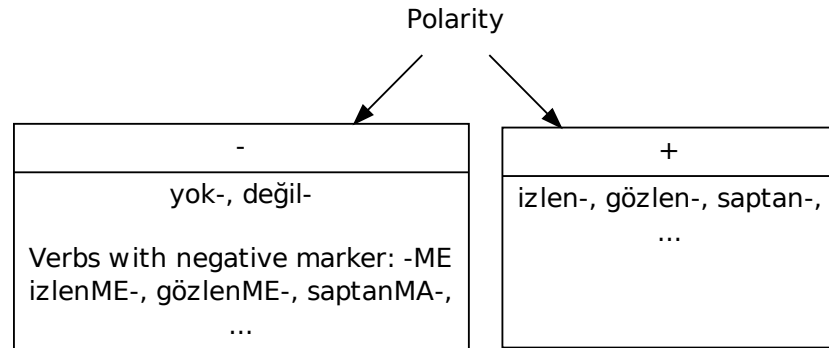 Polarity
-
yok-, değil-
Verbs with negative marker: -ME
izlenME-, gözlenME-, saptanMA-,
...
+
izlen-, gözlen-, saptan-,
...